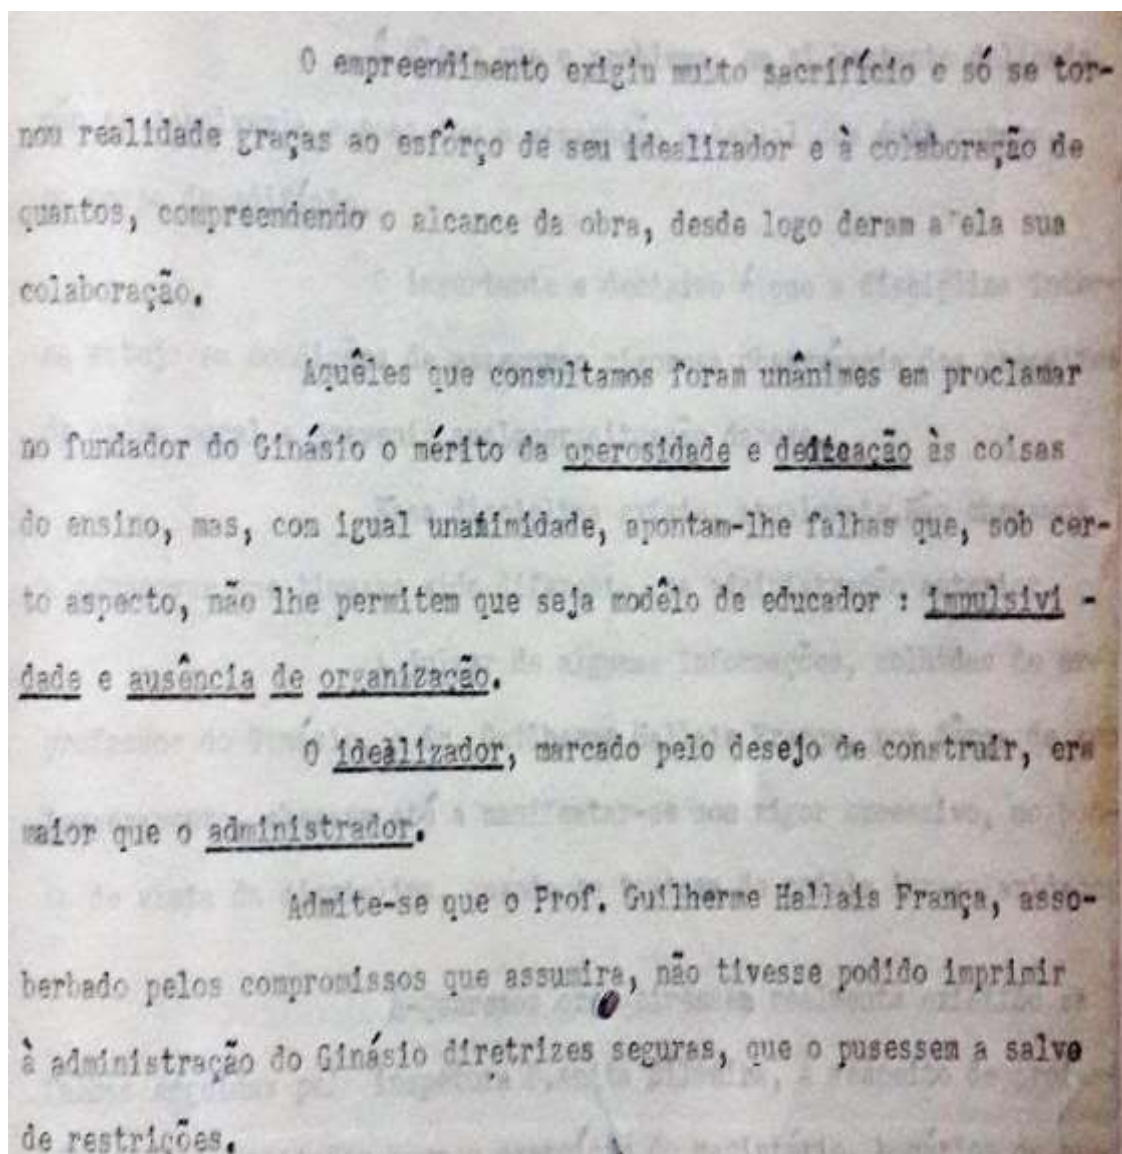 O empreendimento exigiu muito sacrifício e só se tor-
nou realidade graças ao esfôrço de seu idealizador e à colaboração de
quantos, compreendendo o alcance da obra, desde logo deram a ela sua
colaboração.
Aquêles que consultamos foram unânimes em proclamar
no fundador do Ginásio o mérito da operosidade e dedicação às coisas
do ensino, mas, com igual unanimidade, apontam-lhe falhas que, sob cer-
to aspecto, não lhe permitem que seja modêlo de educador : impulsivi -
dade e ausência de organização.
O idealizador, marcado pelo desejo de construir, era
maior que o administrador.
Admite-se que o Prof. Guilherme Hallais França, asso-
berbado pelos compromissos que assumira, não tivesse podido imprimir
à administração do Ginásio diretrizes seguras, que o pusessem a salvo
de restrições.